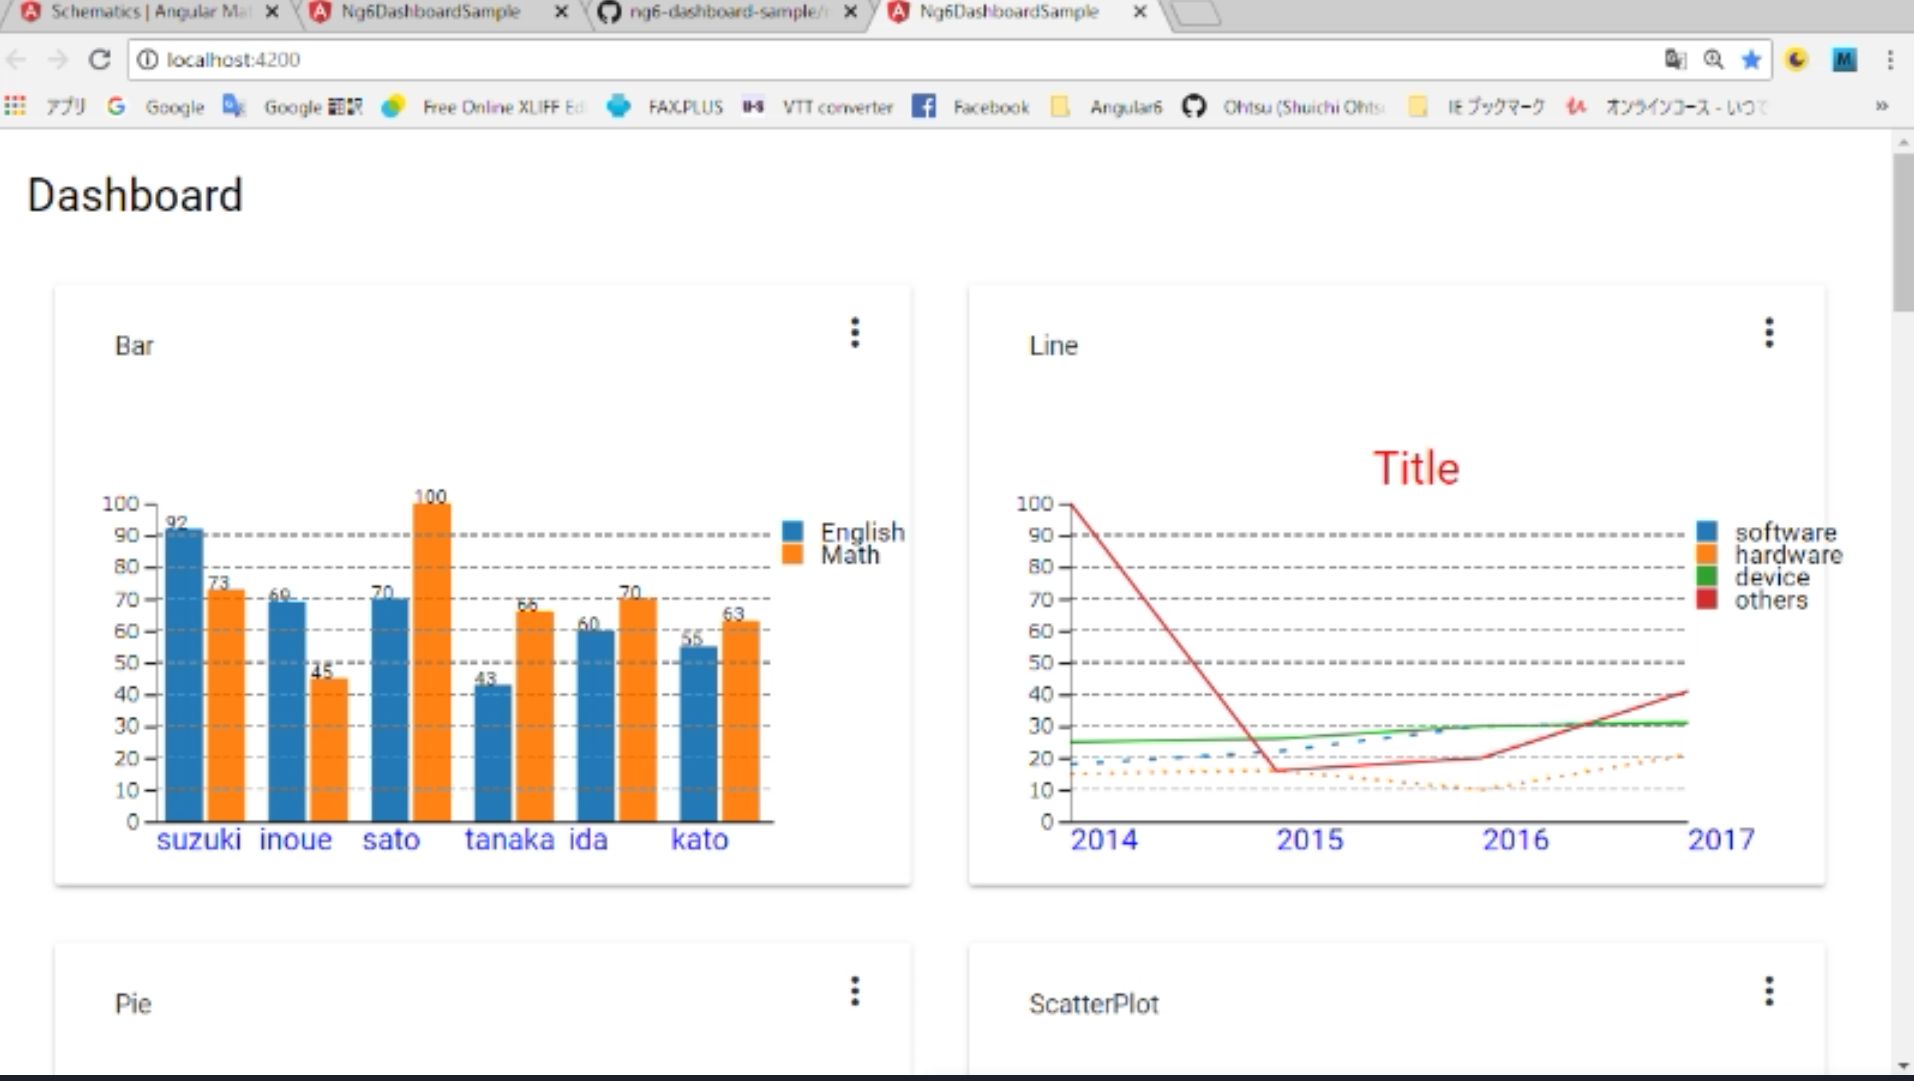 Schematics | Angular Mat
Ng6DashboardSample
ng6-dashboard-sample/
Ng6DashboardSample
localhost:4200
アプリ
Google
Google 翻訳
Free Online XLIFF Ed
FAX.PLUS
VTT converter
Facebook
Angular6
Ohtsu (Shuichi Ohts
IE ブックマーク
オンラインコース - いつで
Dashboard
Bar
100
90
80
70
60
50
40
30
20
10
0
92
73
69
45
70
100
43
66
60
70
55
63
suzuki inoue sato tanaka ida kato
English
Math
Line
Title
100
90
80
70
60
50
40
30
20
10
0
2014 2015 2016 2017
software
hardware
device
others
Pie
ScatterPlot